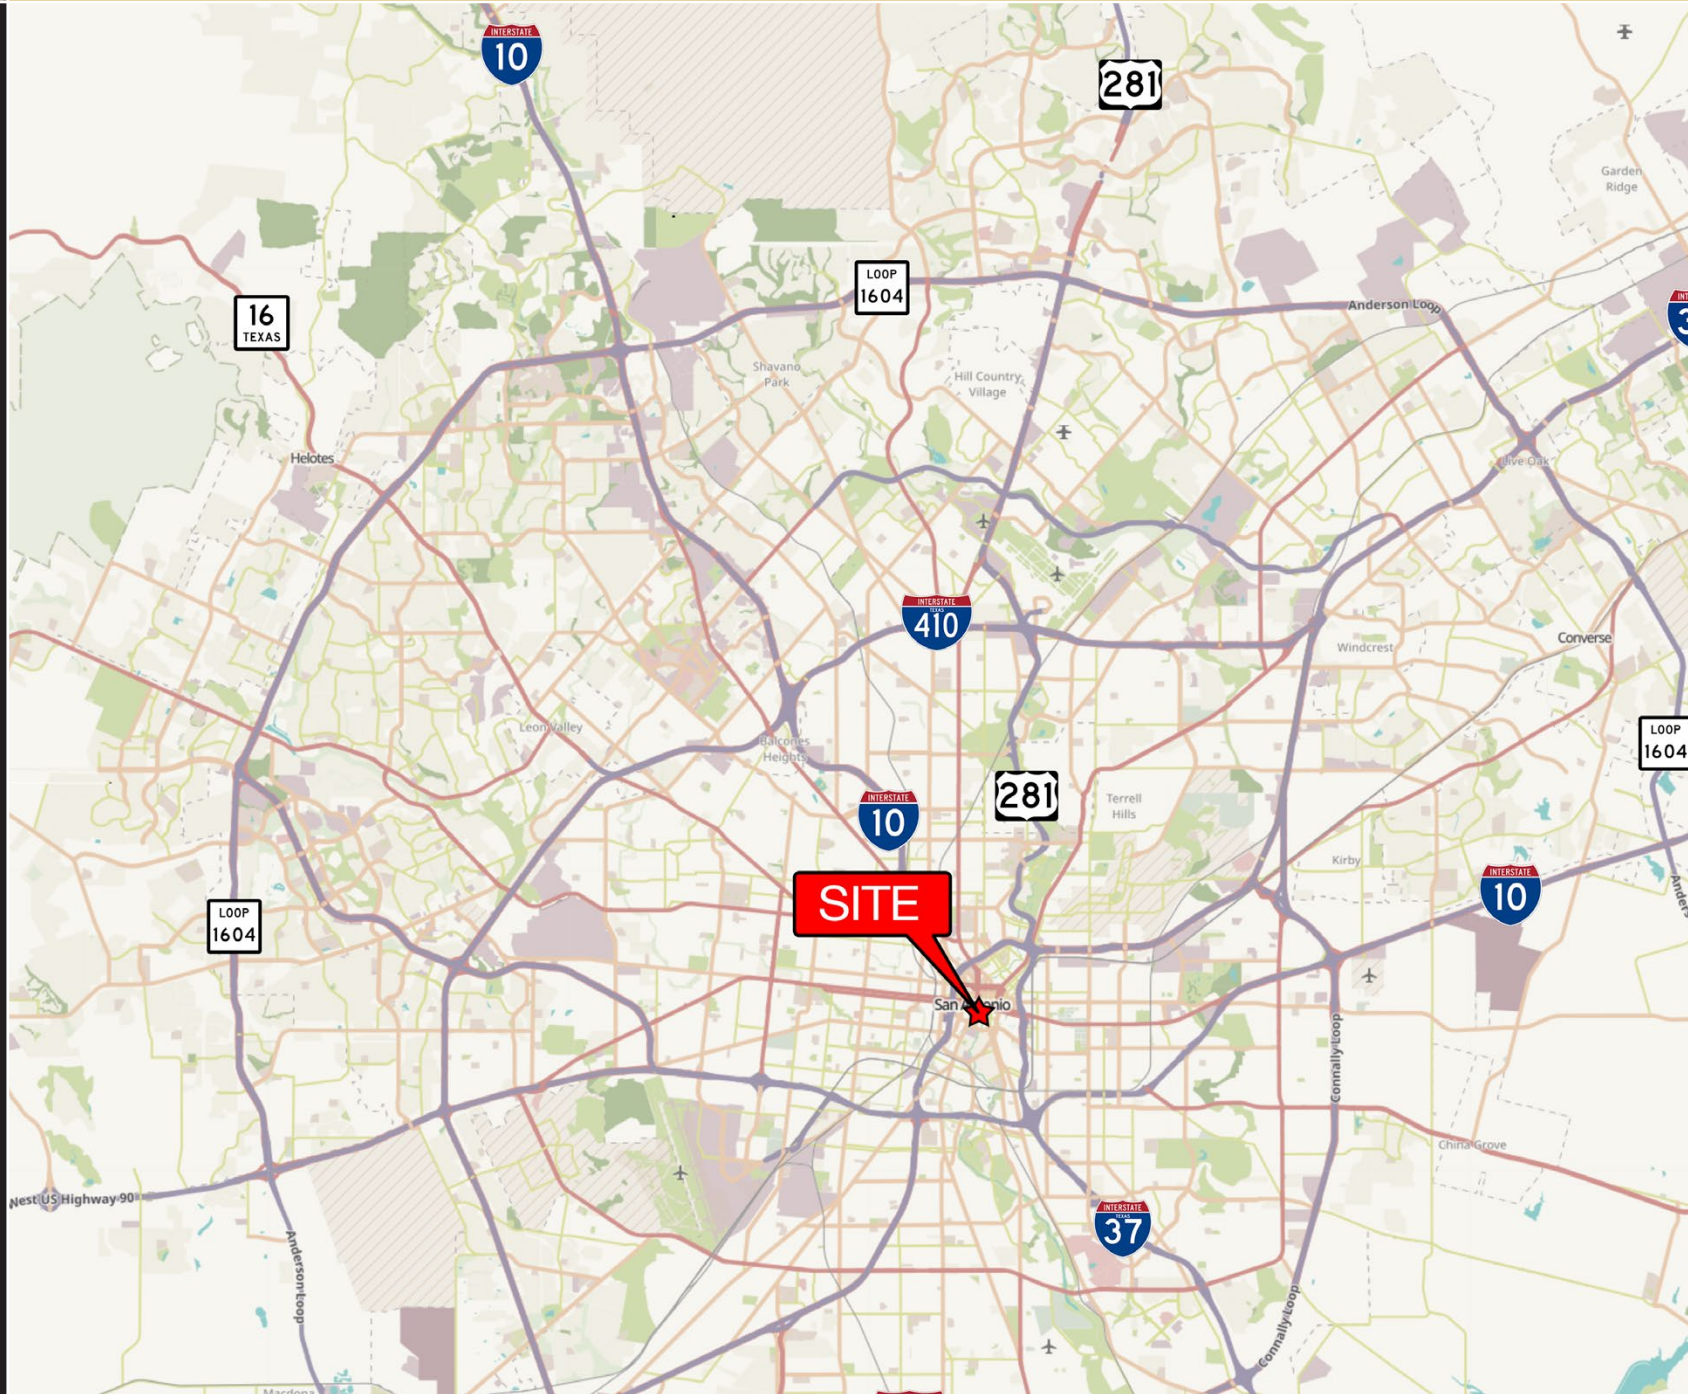 INTERSTATE
10
281
Garden
Ridge
LOOP
1604
Anderson Loop
16
TEXAS
Shavano
Park
Hill Country
Village
Helotes
Live Oak
INTERSTATE
TEXAS
410
Converse
Windcrest
Leon Valley
Balcones
Heights
LOOP
1604
281
INTERSTATE
10
Terrell
Hills
Kirby
SITE
INTERSTATE
10
LOOP
1604
San Antonio
Connally Loop
China Grove
West US Highway 90
INTERSTATE
TEXAS
37
Anderson Loop
Connally Loop